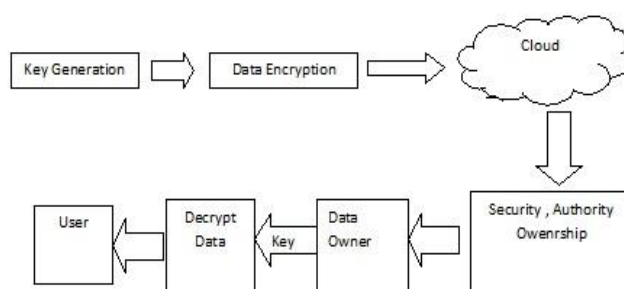 Key Generation
Data Encryption
Cloud
Security , Authority
Owenrship
Data
Owner
Key
Decrypt
Data
User